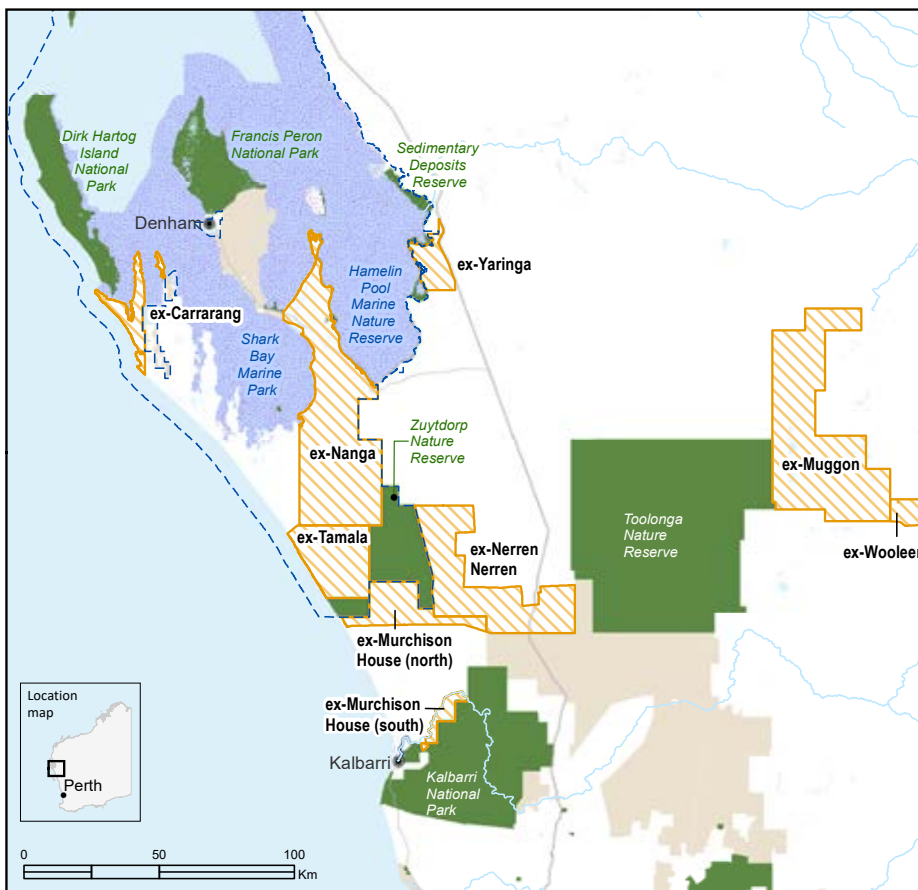 Dirk Hartog
Island
National
Park
Francis Peron
National Park
Sedimentary
Deposits
Reserve
Denham
ex-Yaringa
Hamelin
Pool
Marine
Nature
Reserve
ex-Carrarang
Shark
Bay
Marine
Park
Zuytdorp
Nature
Reserve
ex-Nanga
ex-Muggon
ex-Tamala
ex-Nerren
Nerren
Toolonga
Nature
Reserve
ex-Wooleen
ex-Murchison
House (north)
ex-Murchison
House (south)
Location
map
Perth
Kalbarri
Kalbarri
National
Park
0 50 100
Km